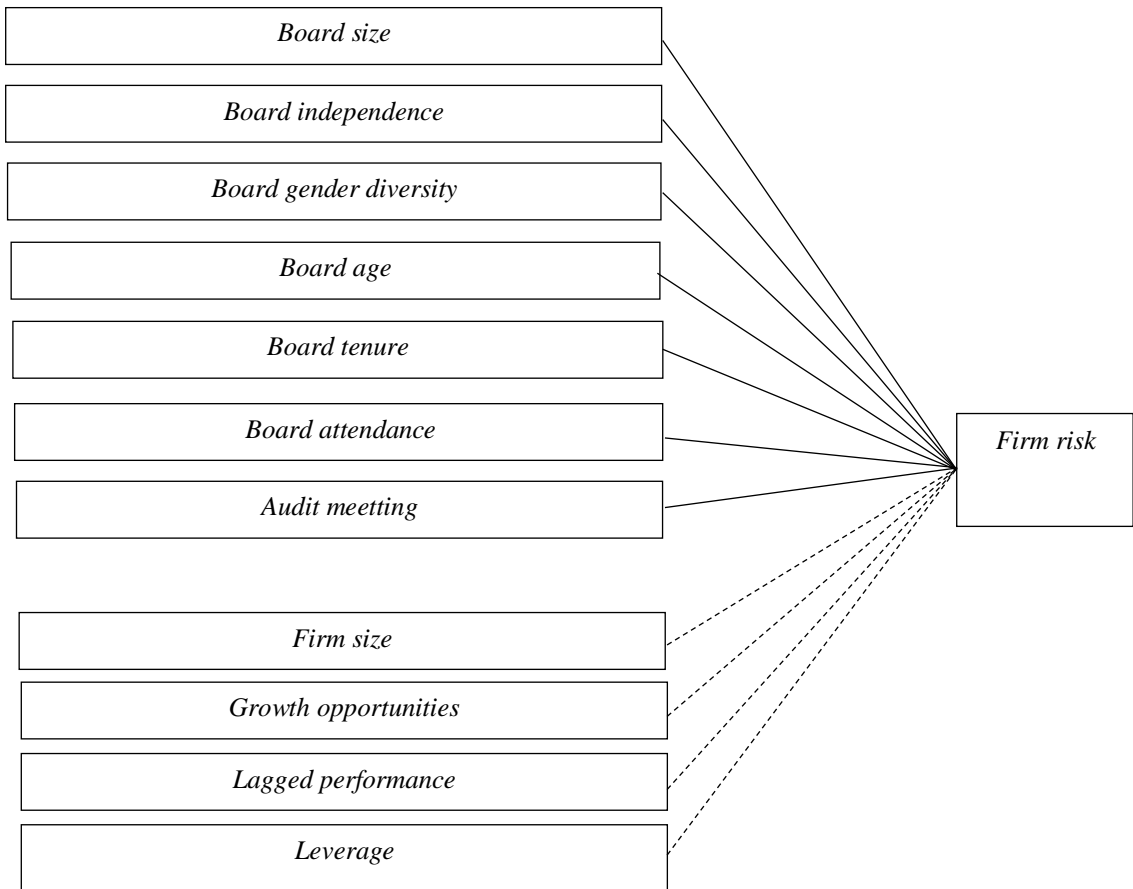 Board size
Board independence
Board gender diversity
Board age
Board tenure
Board attendance
Audit meetting
Firm risk
Firm size
Growth opportunities
Lagged performance
Leverage